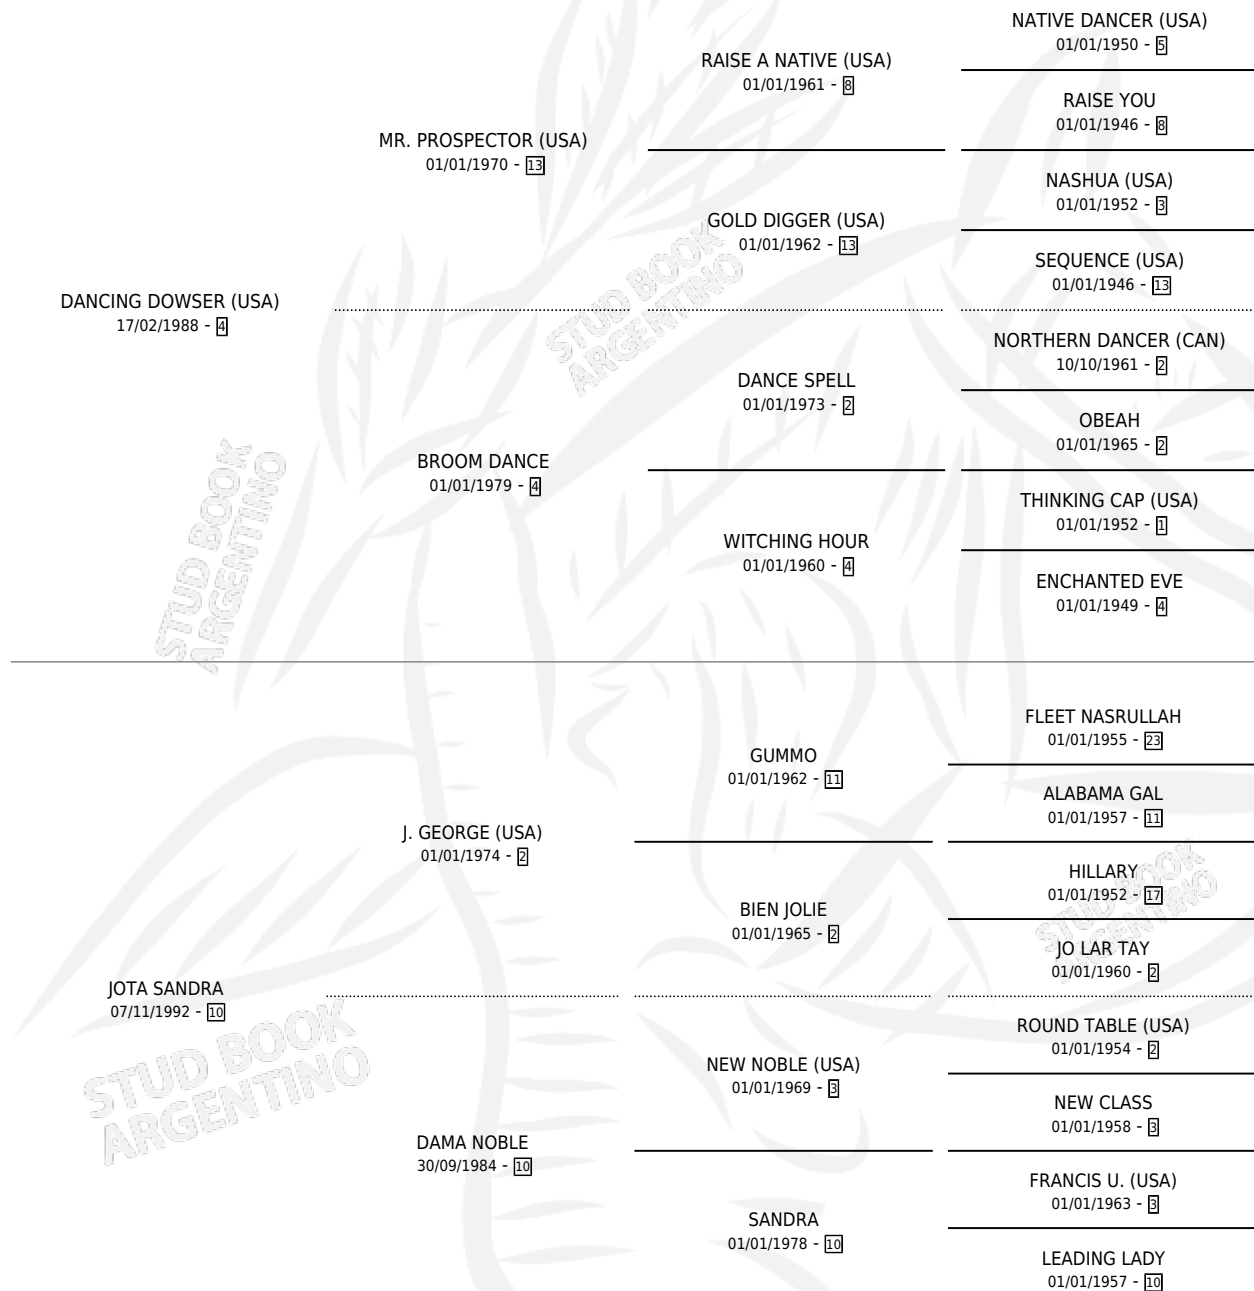 NATIVE DANCER (USA)
01/01/1950 - 5
RAISE A NATIVE (USA)
01/01/1961 - 8
RAISE YOU
01/01/1946 - 8
MR. PROSPECTOR (USA)
01/01/1970 - 13
NASHUA (USA)
01/01/1952 - 3
GOLD DIGGER (USA)
01/01/1962 - 13
SEQUENCE (USA)
01/01/1946 - 13
DANCING DOWSER (USA)
17/02/1988 - 4
NORTHERN DANCER (CAN)
10/10/1961 - 2
DANCE SPELL
01/01/1973 - 2
OBEAH
01/01/1965 - 2
BROOM DANCE
01/01/1979 - 4
THINKING CAP (USA)
01/01/1952 - 1
WITCHING HOUR
01/01/1960 - 4
ENCHANTED EVE
01/01/1949 - 4
FLEET NASRULLAH
01/01/1955 - 23
GUMMO
01/01/1962 - 11
ALABAMA GAL
01/01/1957 - 11
J. GEORGE (USA)
01/01/1974 - 2
HILLARY
01/01/1952 - 17
BIEN JOLIE
01/01/1965 - 2
JO LAR TAY
01/01/1960 - 2
JOTA SANDRA
07/11/1992 - 10
ROUND TABLE (USA)
01/01/1954 - 2
NEW NOBLE (USA)
01/01/1969 - 3
NEW CLASS
01/01/1958 - 3
DAMA NOBLE
30/09/1984 - 10
FRANCIS U. (USA)
01/01/1963 - 3
SANDRA
01/01/1978 - 10
LEADING LADY
01/01/1957 - 10
STUD BOOK
ARGENTINO
STUD BOOK
ARGENTINO
STUD BOOK
ARGENTINO
STUD BOOK
ARGENTINO